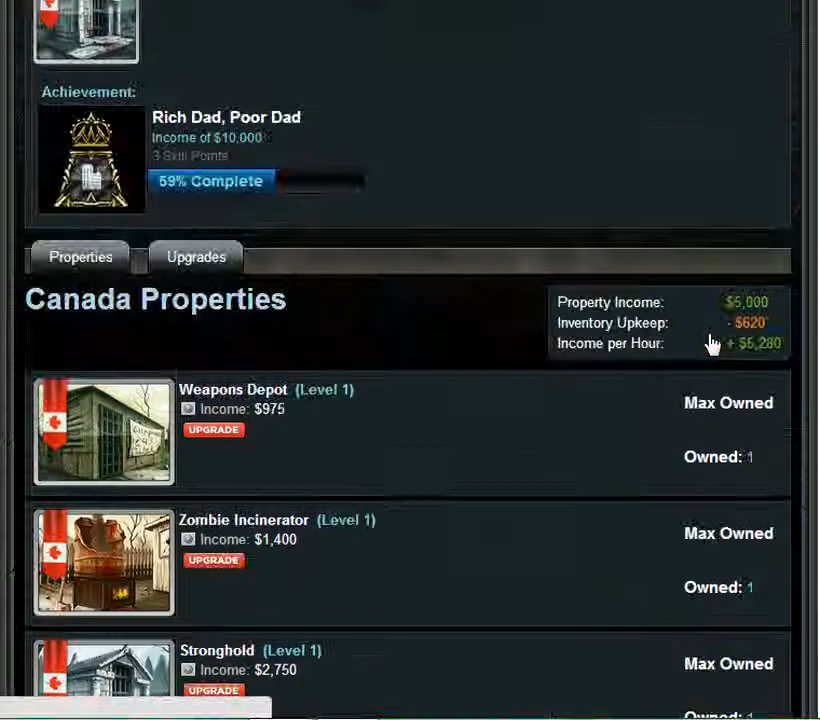 Achievement:
Rich Dad, Poor Dad
Income of $10,000
3 Skill Points
59% Complete
Properties
Upgrades
Canada Properties
Property Income: $5,000
Inventory Upkeep: - $620
Income per Hour: + $5,280
Weapons Depot (Level 1)
Income: $975
UPGRADE
Max Owned
Owned: 1
Zombie Incinerator (Level 1)
Income: $1,400
UPGRADE
Max Owned
Owned: 1
Stronghold (Level 1)
Income: $2,750
UPGRADE
Max Owned
Owned: 1